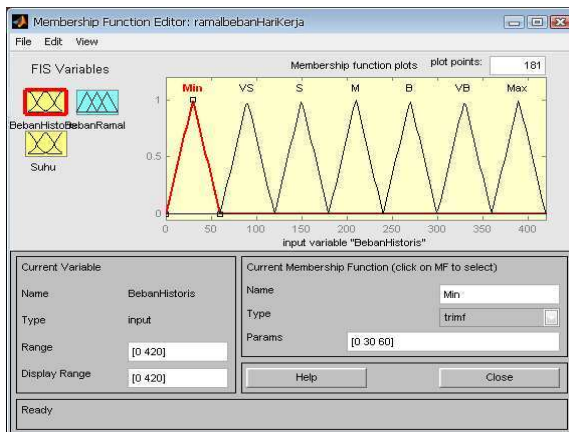 Membership Function Editor: ramalbebanHariKerja
File Edit View
FIS Variables
BebanHistoris
BebanRamal
Suhu
Membership function plots plot points: 181
Min VS S M B VB Max
1
0.5
0
0 50 100 150 200 250 300 350 400
input variable "BebanHistoris"
Current Variable
Name BebanHistoris
Type input
Range [0 420]
Display Range [0 420]
Current Membership Function (click on MF to select)
Name Min
Type trimf
Params [0 30 60]
Help Close
Ready